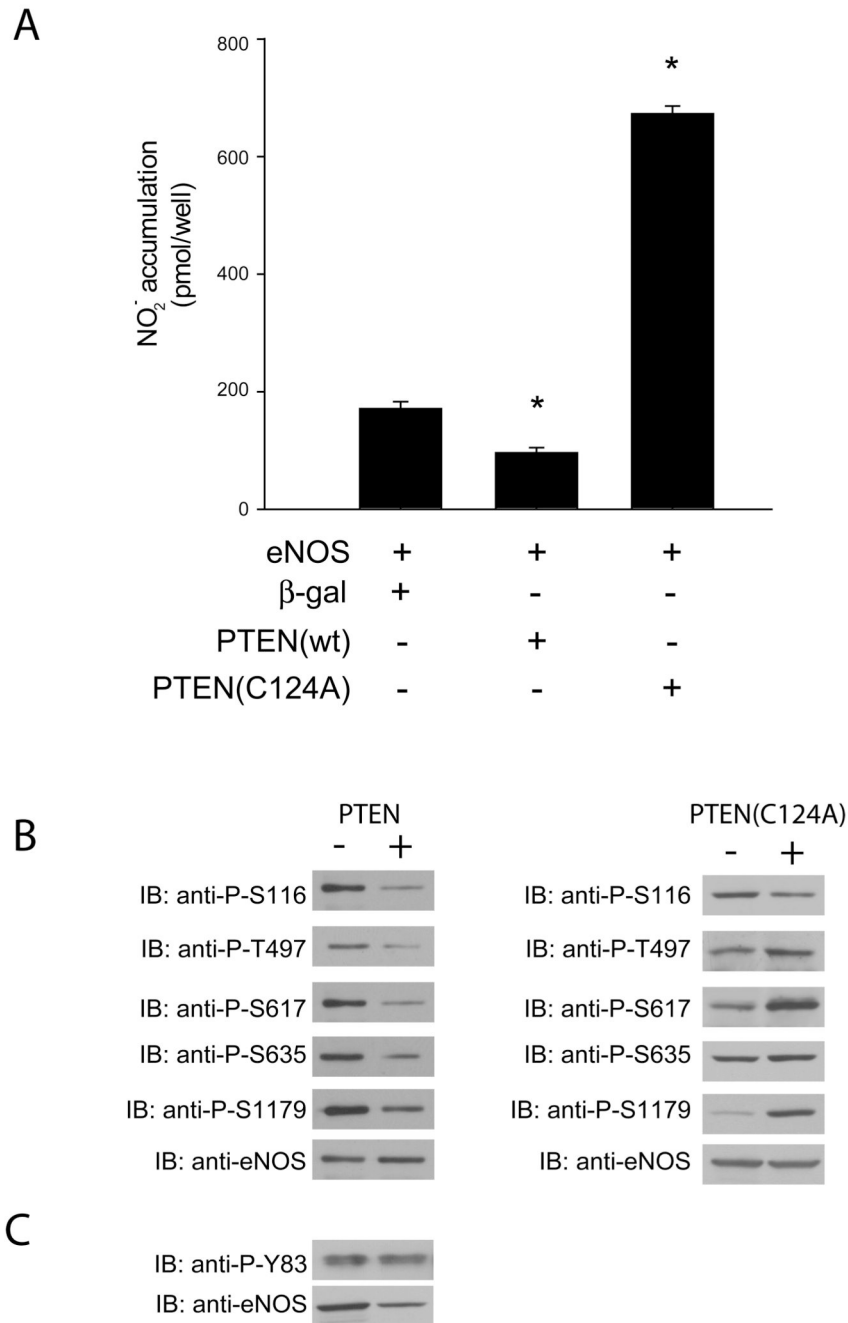 A
800
600
400
200
0
NO₂⁻ accumulation
(pmol/well)
*
*
eNOS + + +
β-gal + - -
PTEN(wt) - + -
PTEN(C124A) - - +
B
PTEN
- +
IB: anti-P-S116
IB: anti-P-T497
IB: anti-P-S617
IB: anti-P-S635
IB: anti-P-S1179
IB: anti-eNOS
PTEN(C124A)
- +
IB: anti-P-S116
IB: anti-P-T497
IB: anti-P-S617
IB: anti-P-S635
IB: anti-P-S1179
IB: anti-eNOS
C
IB: anti-P-Y83
IB: anti-eNOS